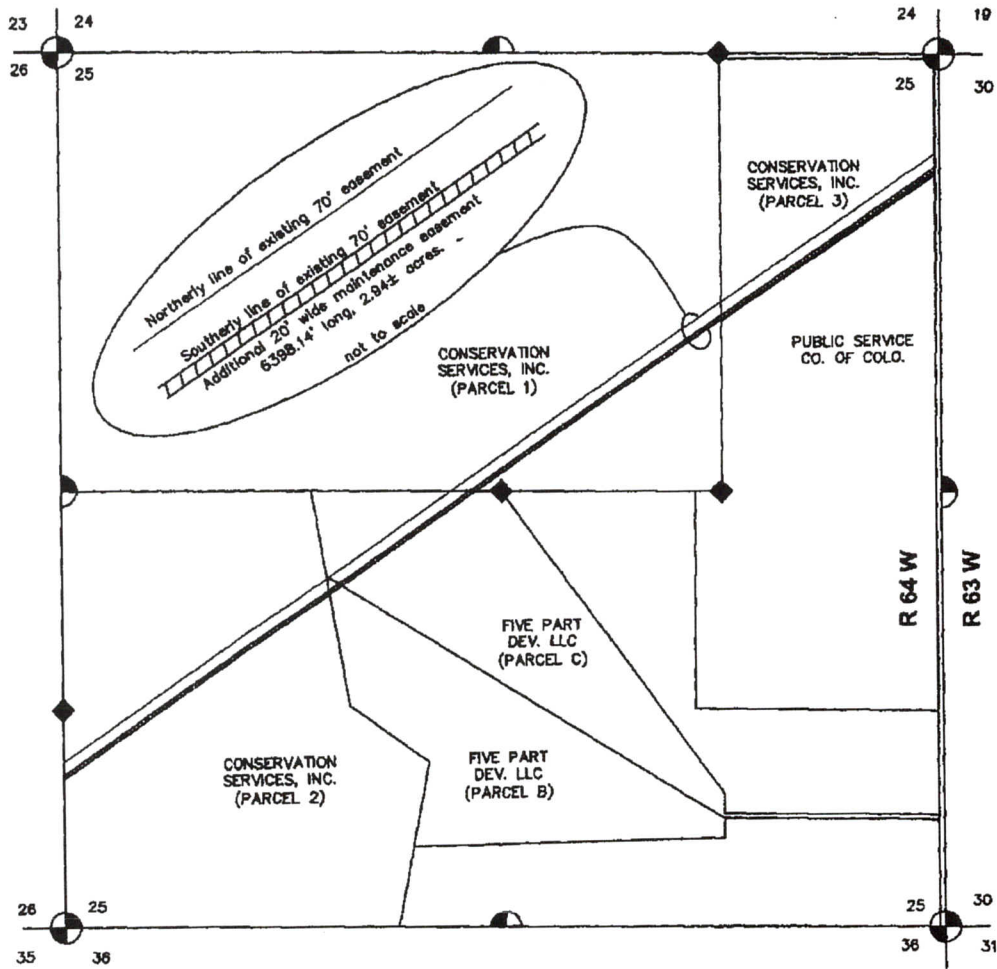 23 24
24 19
26 25
25 30
Northerly line of existing 70' easement
Southerly line of existing 70' easement
Additional 20' wide maintenance easement
6398.14' long, 2.94± acres.
not to scale
CONSERVATION
SERVICES, INC.
(PARCEL 3)
CONSERVATION
SERVICES, INC.
(PARCEL 1)
PUBLIC SERVICE
CO. OF COLO.
R 64 W
R 63 W
FIVE PART
DEV. LLC
(PARCEL C)
CONSERVATION
SERVICES, INC.
(PARCEL 2)
FIVE PART
DEV. LLC
(PARCEL B)
26 25
25 30
35 36
36 31